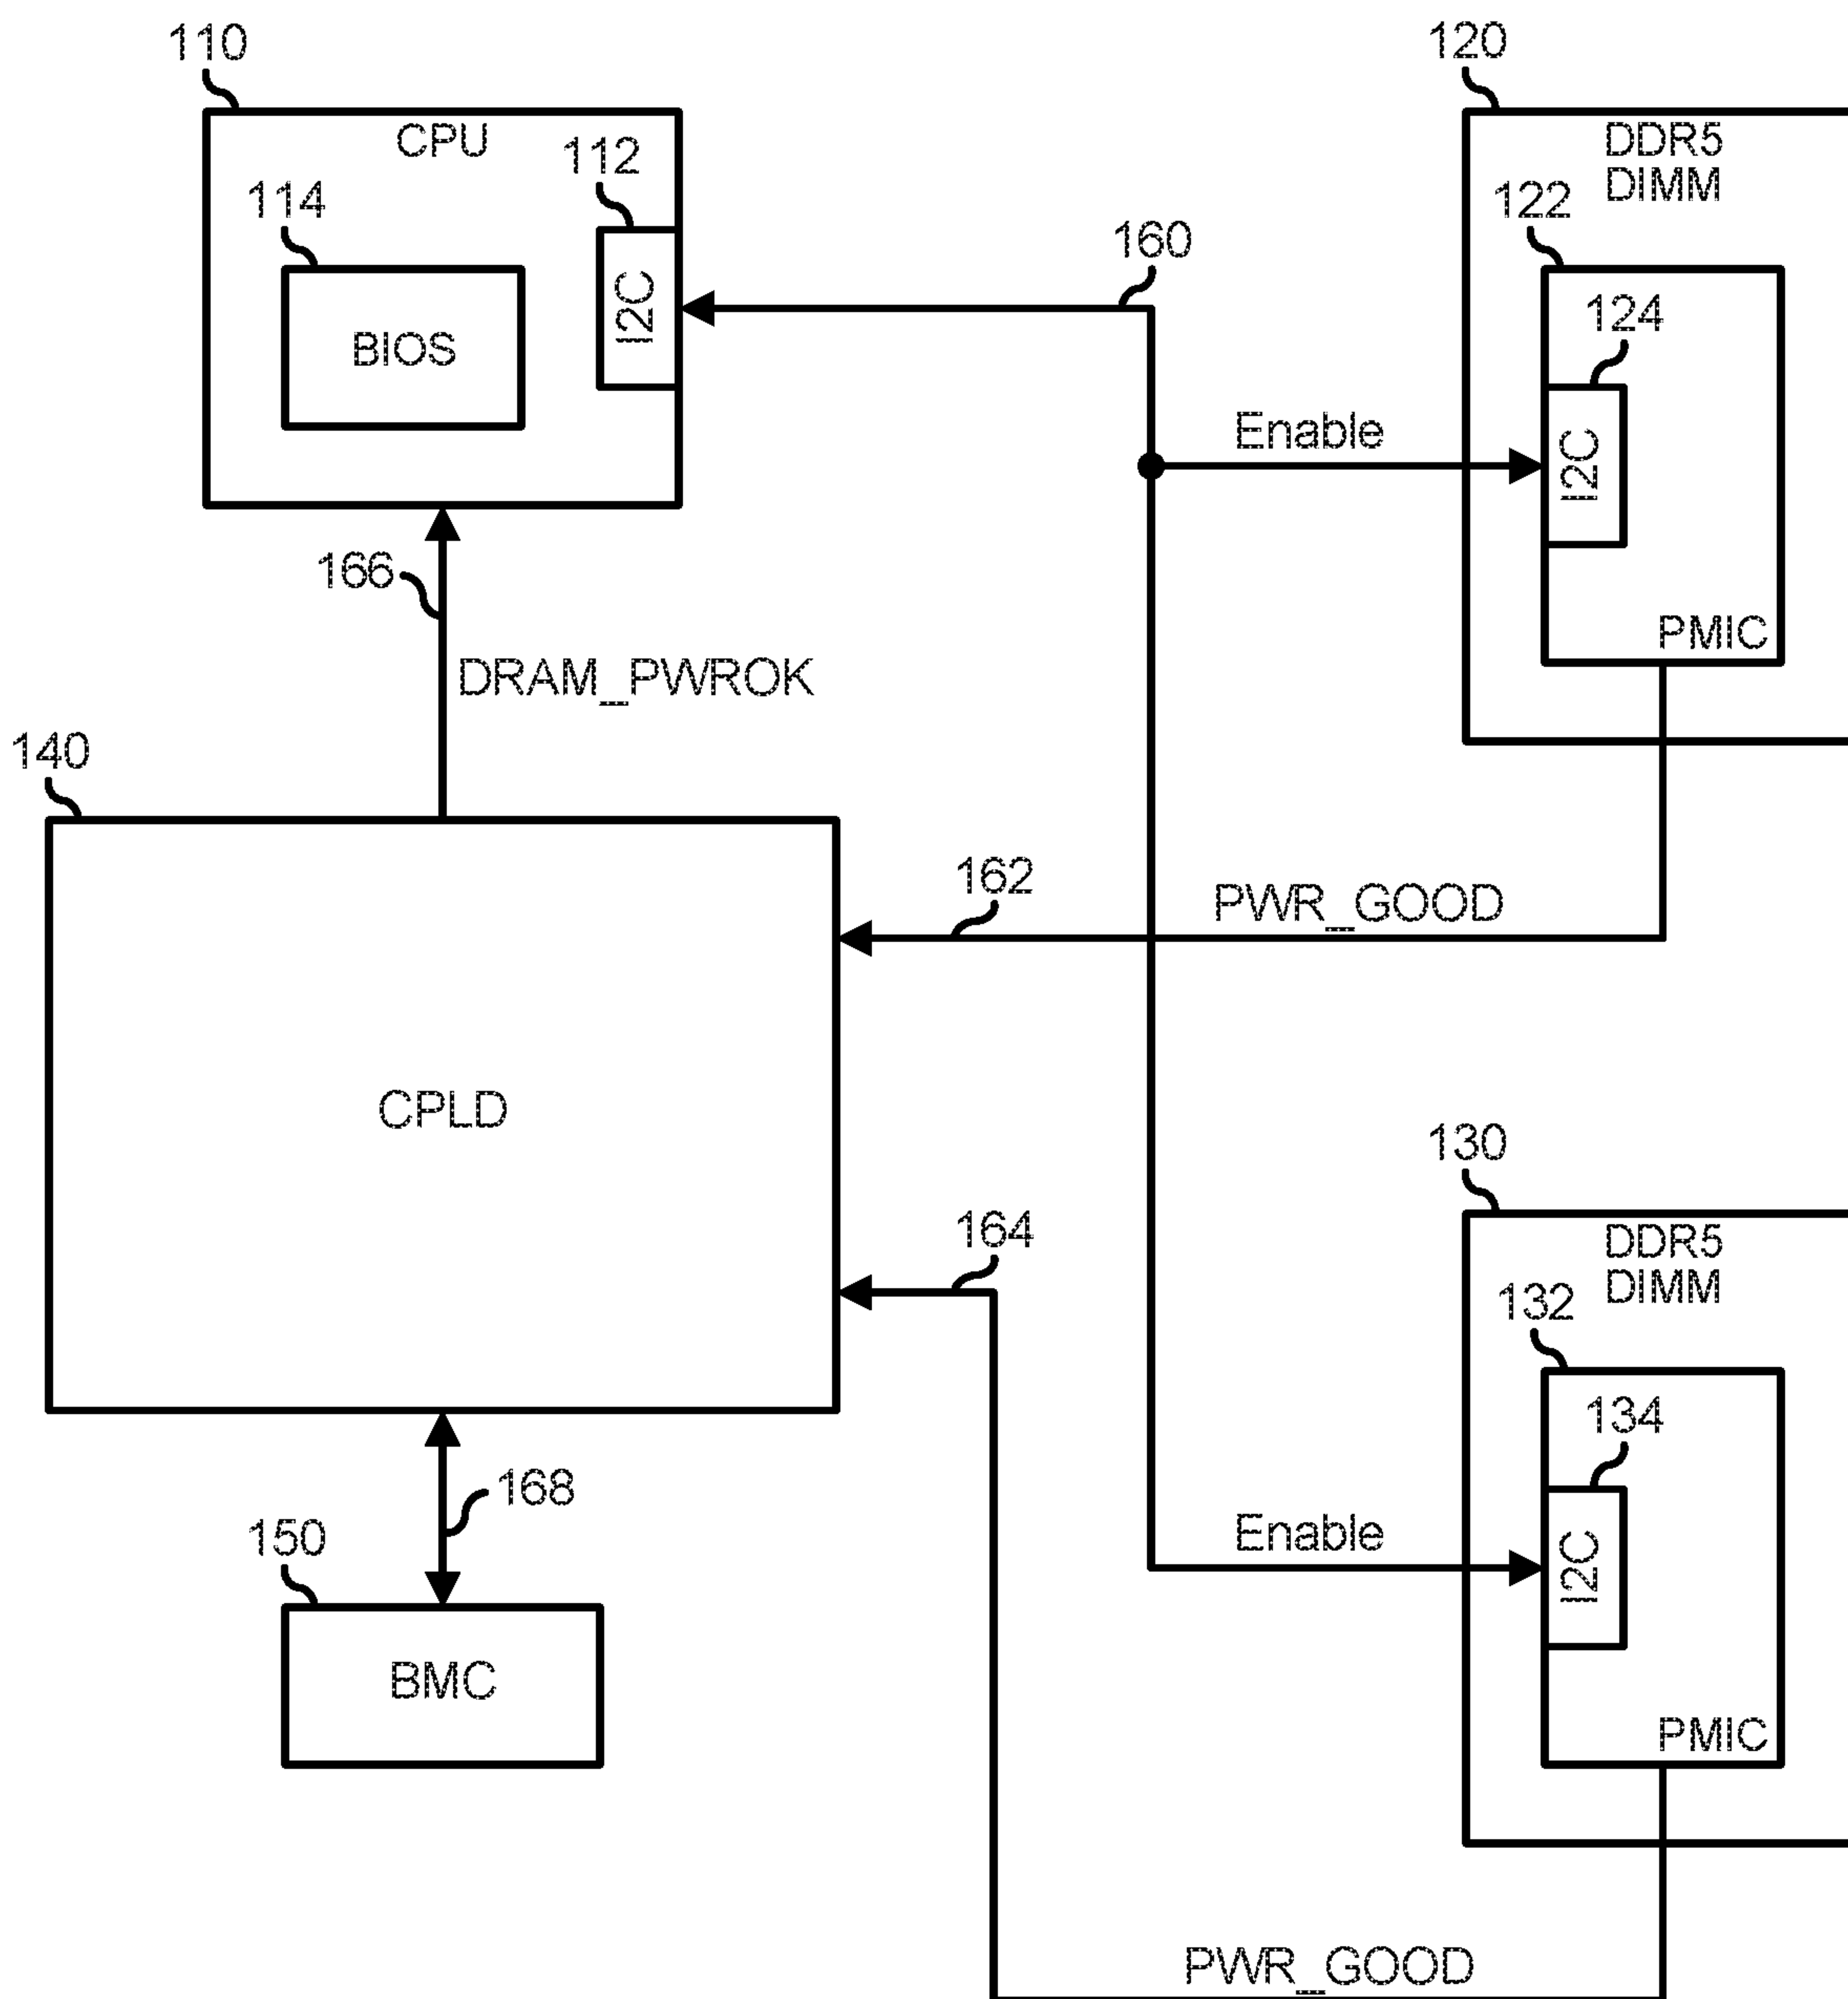 110
CPU
112
114
I2C
BIOS
120
DDR5
DIMM
122
124
I2C
PMIC
160
Enable
166
DRAM_PWROK
140
CPLD
162
PWR_GOOD
164
130
DDR5
DIMM
132
134
I2C
PMIC
Enable
168
150
BMC
PWR_GOOD